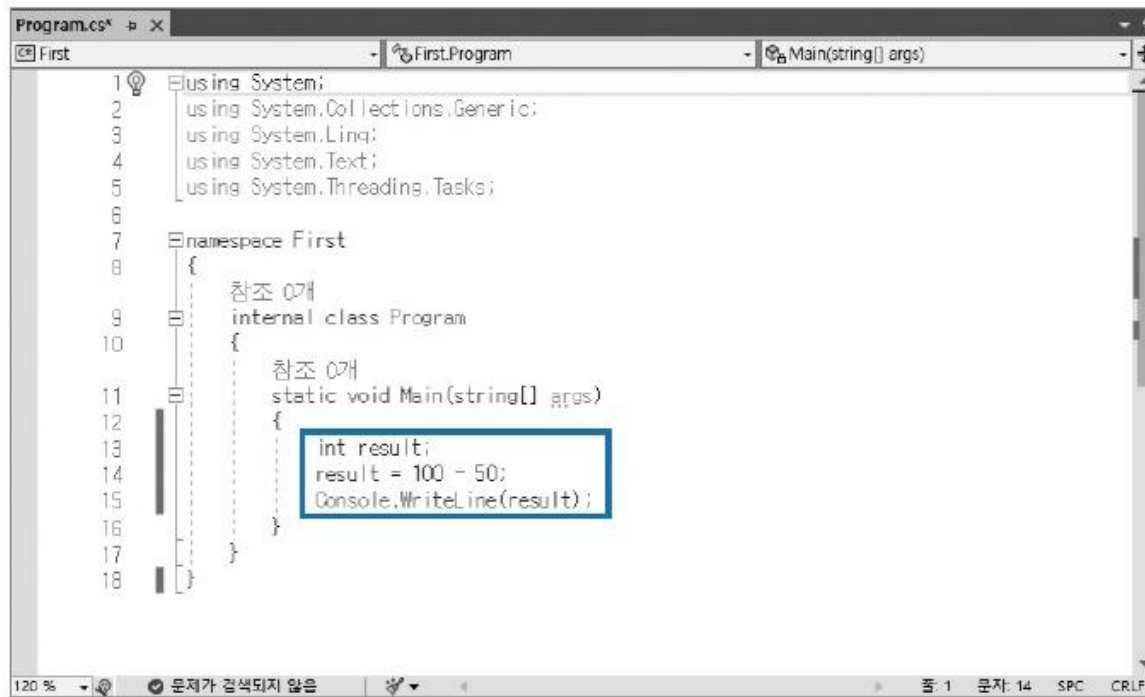 Program.cs*
First First.Program Main(string[] args)
1 using System;
2 using System.Collections.Generic;
3 using System.Linq;
4 using System.Text;
5 using System.Threading.Tasks;
6
7 namespace First
8 {
참조 0개
9 internal class Program
10 {
참조 0개
11 static void Main(string[] args)
12 {
13 int result;
14 result = 100 - 50;
15 Console.WriteLine(result);
16 }
17 }
18 }
120 % 문제가 검색되지 않음 줄: 1 문자: 14 SPC CRLF